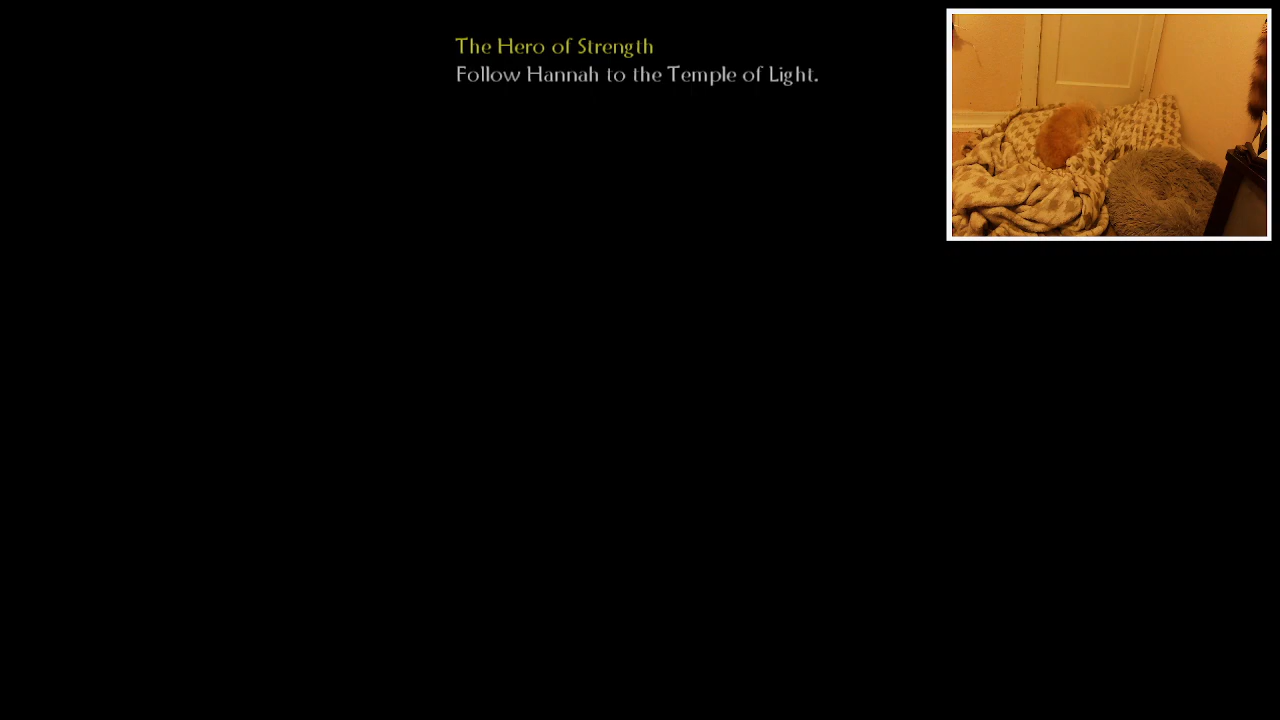 The Hero of Strength
Follow Hannah to the Temple of Light.